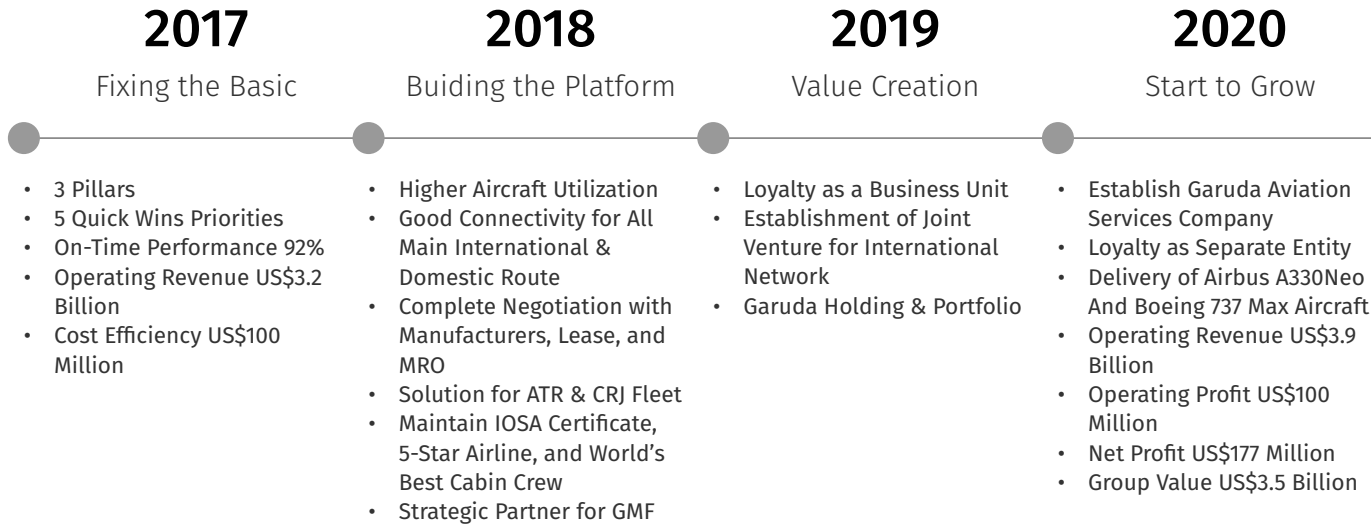 2017
Fixing the Basic
• 3 Pillars
• 5 Quick Wins Priorities
• On-Time Performance 92%
• Operating Revenue US$3.2
Billion
• Cost Efficiency US$100
Million
2018
Buiding the Platform
• Higher Aircraft Utilization
• Good Connectivity for All
Main International &
Domestic Route
• Complete Negotiation with
Manufacturers, Lease, and
MRO
• Solution for ATR & CRJ Fleet
• Maintain IOSA Certificate,
5-Star Airline, and World’s
Best Cabin Crew
• Strategic Partner for GMF
2019
Value Creation
• Loyalty as a Business Unit
• Establishment of Joint
Venture for International
Network
• Garuda Holding & Portfolio
2020
Start to Grow
• Establish Garuda Aviation
Services Company
• Loyalty as Separate Entity
• Delivery of Airbus A330Neo
And Boeing 737 Max Aircraft
• Operating Revenue US$3.9
Billion
• Operating Profit US$100
Million
• Net Profit US$177 Million
• Group Value US$3.5 Billion